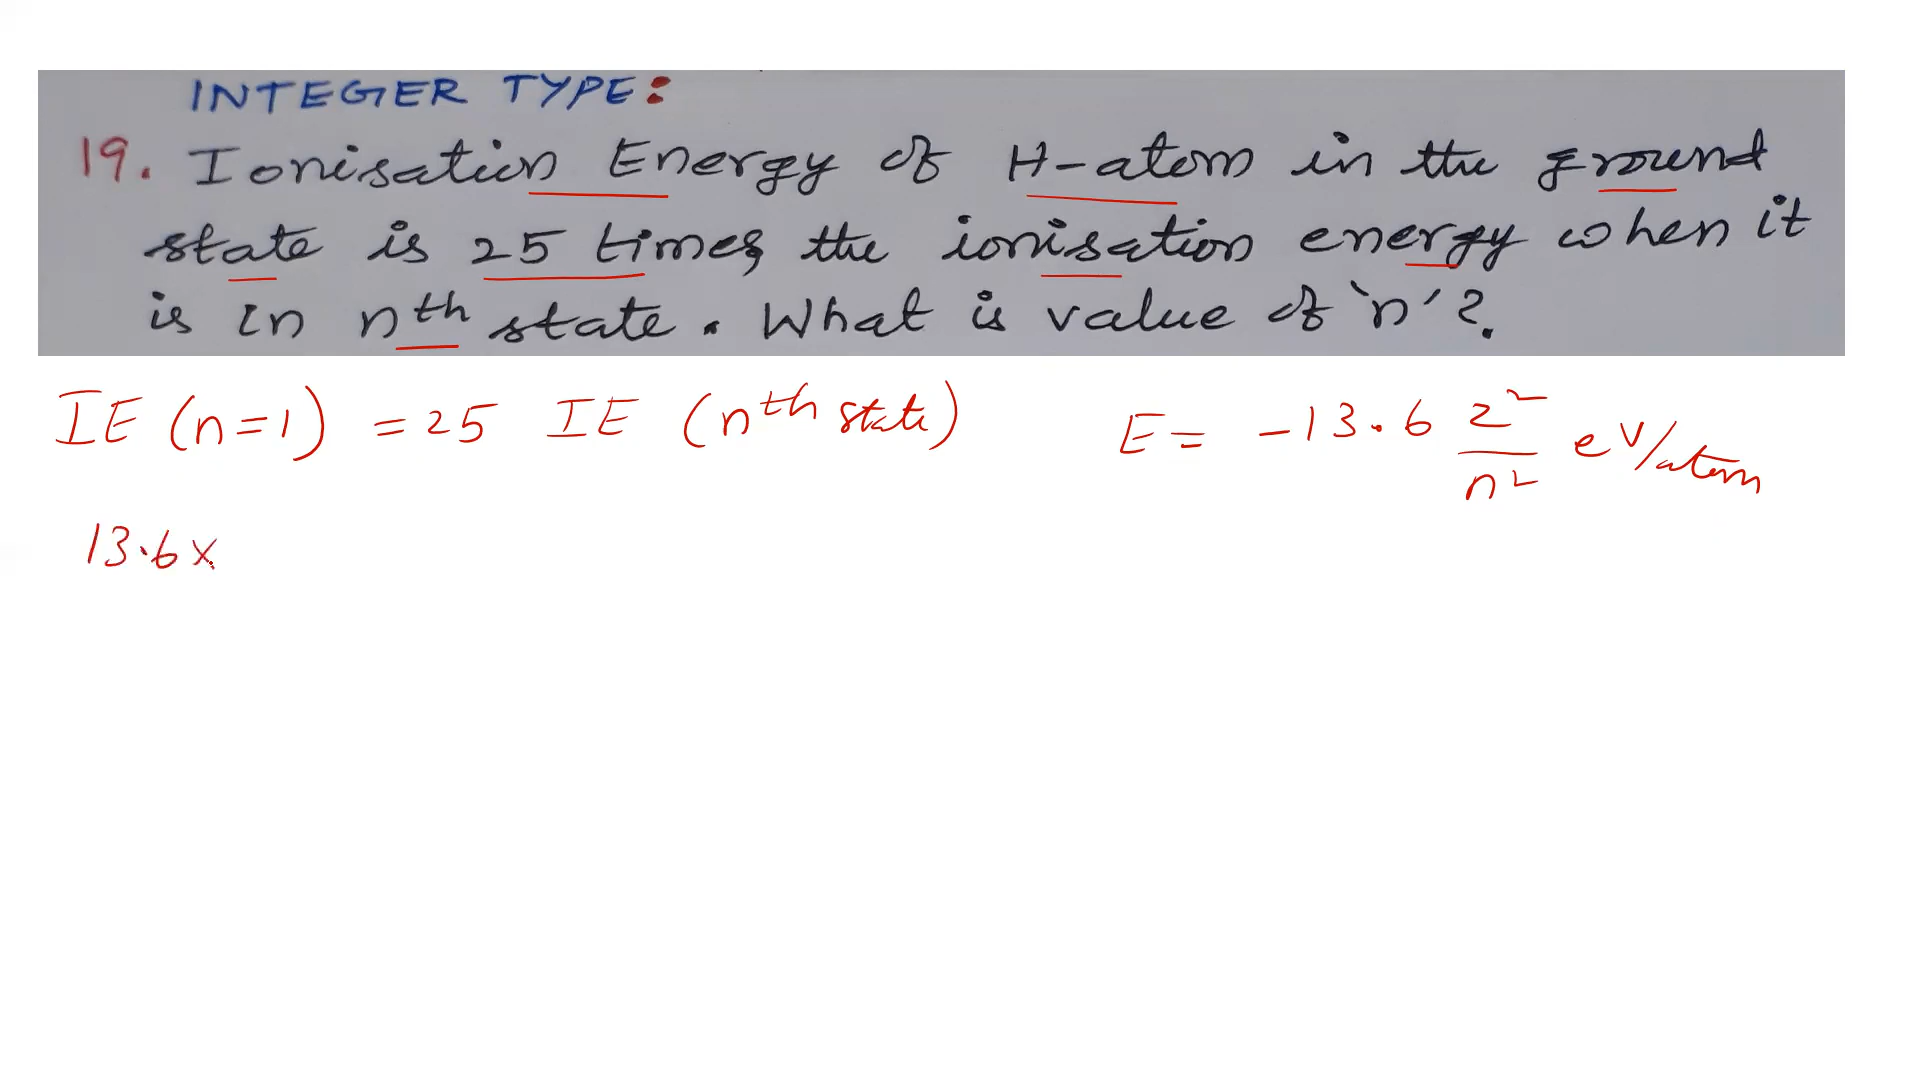 INTEGER TYPE:
19. Ionisation Energy of H-atom in the ground
state is 25 times the ionisation energy when it
is in nth state. What is value of 'n'?
IE (n=1) = 25 IE (nth state) E = -13.6 z²/n² eV/atom
13.6x